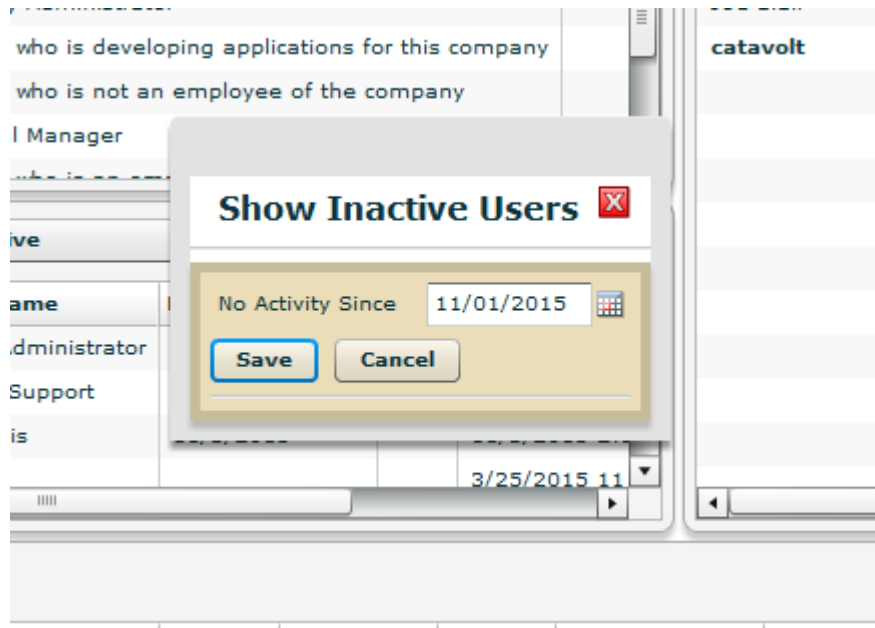 who is developing applications for this company
catavolt
who is not an employee of the company
l Manager
Show Inactive Users
ive
No Activity Since 11/01/2015
ame
Administrator
Save Cancel
Support
is
3/25/2015 11